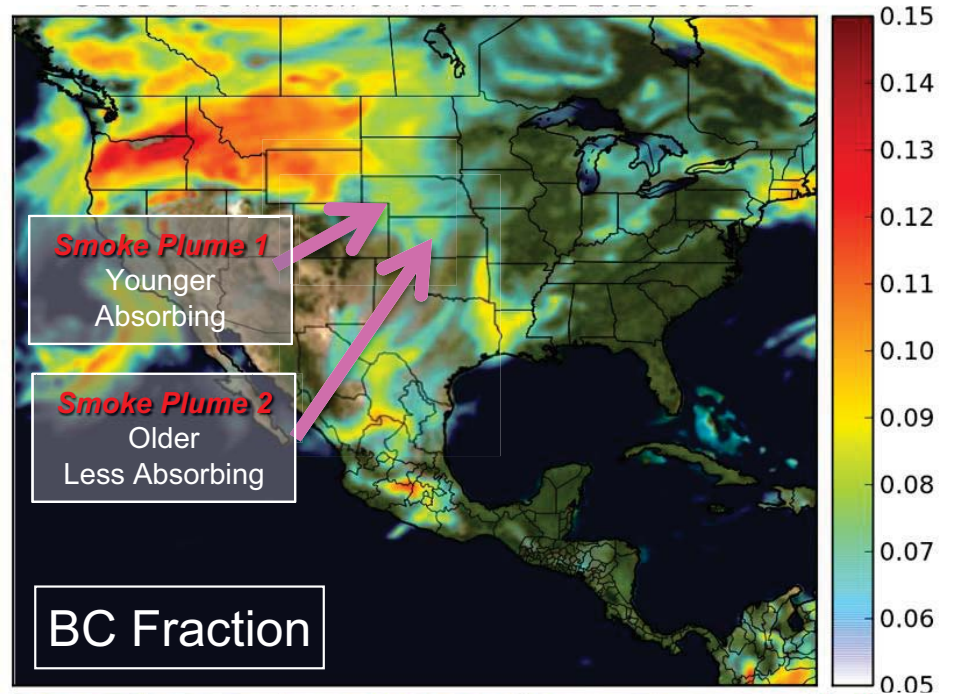 0.15
0.14
0.13
0.12
0.11
0.10
0.09
0.08
0.07
0.06
0.05
Smoke Plume 1
Younger
Absorbing
Smoke Plume 2
Older
Less Absorbing
BC Fraction